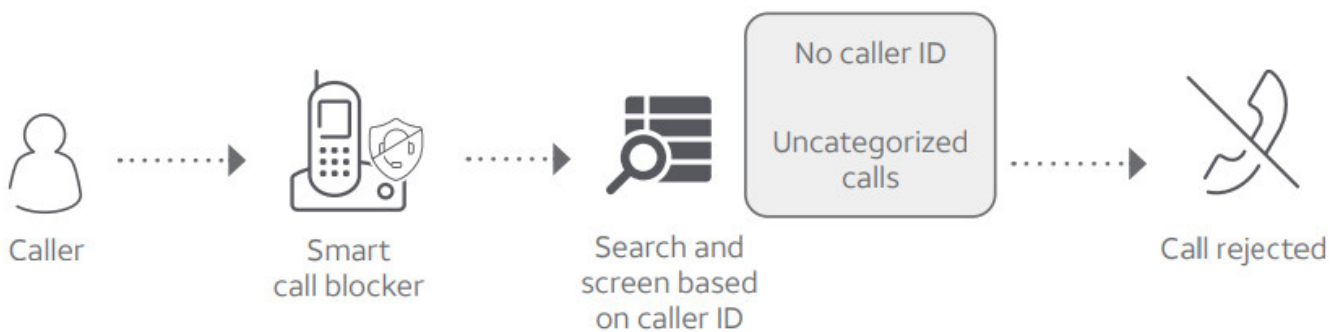 No caller ID
Uncategorized
calls
Caller
Smart
call blocker
Search and
screen based
on caller ID
Call rejected